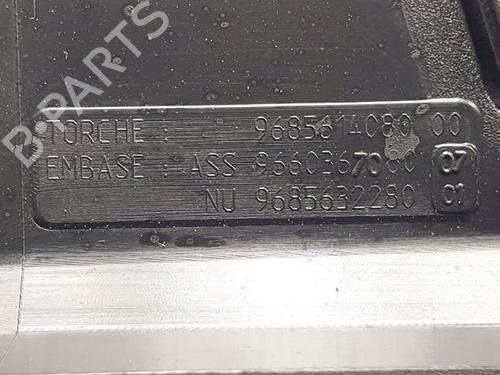 B-PARTS
TORCHE : 9685614080 00
EMBASE : ASS 9660367080 07
NU 9685632280 01